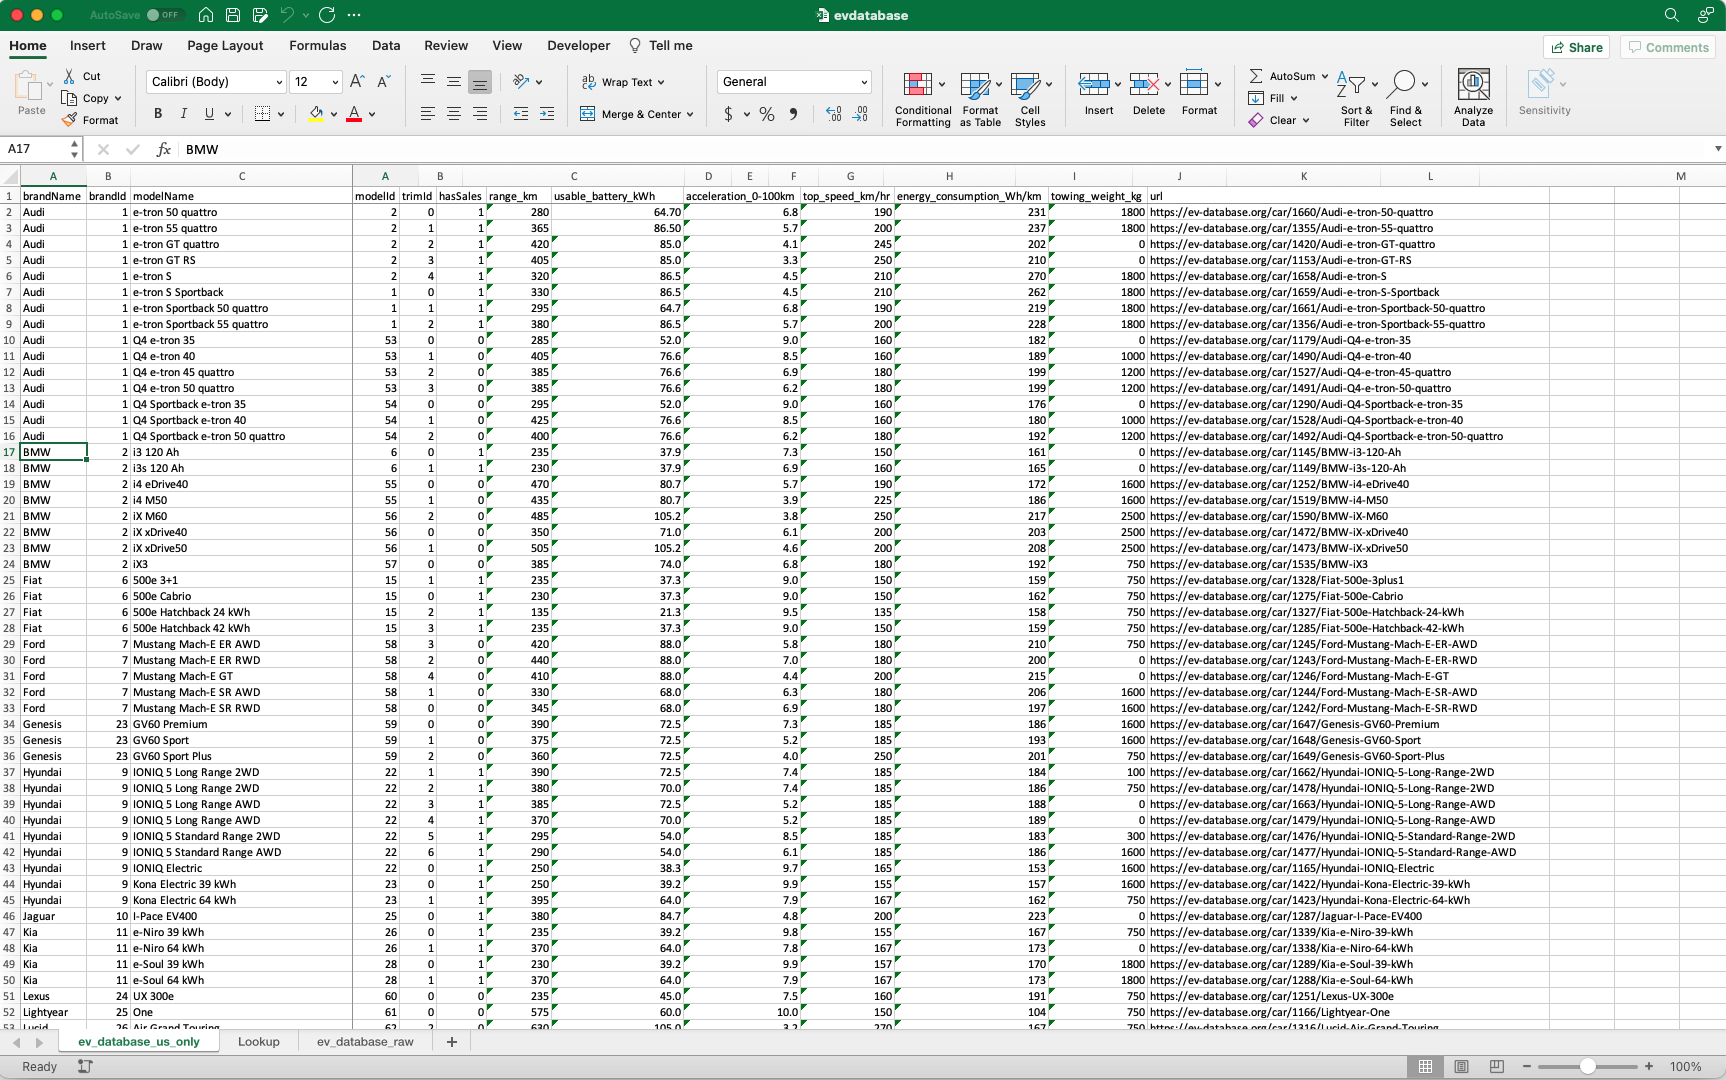 AutoSave OFF evdatabase
Home Insert Draw Page Layout Formulas Data Review View Developer Tell me Share Comments
Paste Cut Copy Format
Calibri (Body) 12 A^ A B I U A
ab Wrap Text Merge & Center
General $ % 9 .00 .00
Conditional Formatting Format as Table Cell Styles
Insert Delete Format
AutoSum Fill Clear
Sort & Filter Find & Select Analyze Data Sensitivity
A17 fx BMW
A B C A B C D E F G H I J K L M
1 brandName brandId modelName modelId trimId hasSales range_km usable_battery_kWh acceleration_0-100km top_speed_km/hr energy_consumption_Wh/km towing_weight_kg url
2 Audi 1 e-tron 50 quattro 2 0 1 280 64.70 6.8 190 231 1800 https://ev-database.org/car/1660/Audi-e-tron-50-quattro
3 Audi 1 e-tron 55 quattro 2 1 1 365 86.50 5.7 200 237 1800 https://ev-database.org/car/1355/Audi-e-tron-55-quattro
4 Audi 1 e-tron GT quattro 2 2 1 420 85.0 4.1 245 202 0 https://ev-database.org/car/1420/Audi-e-tron-GT-quattro
5 Audi 1 e-tron GT RS 2 3 1 405 85.0 3.3 250 210 0 https://ev-database.org/car/1153/Audi-e-tron-GT-RS
6 Audi 1 e-tron S 2 4 1 320 86.5 4.5 210 270 1800 https://ev-database.org/car/1658/Audi-e-tron-S
7 Audi 1 e-tron S Sportback 1 0 1 330 86.5 4.5 210 262 1800 https://ev-database.org/car/1659/Audi-e-tron-S-Sportback
8 Audi 1 e-tron Sportback 50 quattro 1 1 1 295 64.7 6.8 190 219 1800 https://ev-database.org/car/1661/Audi-e-tron-Sportback-50-quattro
9 Audi 1 e-tron Sportback 55 quattro 1 2 1 380 86.5 5.7 200 228 1800 https://ev-database.org/car/1356/Audi-e-tron-Sportback-55-quattro
10 Audi 1 Q4 e-tron 35 53 0 0 285 52.0 9.0 160 182 0 https://ev-database.org/car/1179/Audi-Q4-e-tron-35
11 Audi 1 Q4 e-tron 40 53 1 0 405 76.6 8.5 160 189 1000 https://ev-database.org/car/1490/Audi-Q4-e-tron-40
12 Audi 1 Q4 e-tron 45 quattro 53 2 0 385 76.6 6.9 180 199 1200 https://ev-database.org/car/1527/Audi-Q4-e-tron-45-quattro
13 Audi 1 Q4 e-tron 50 quattro 53 3 0 385 76.6 6.2 180 199 1200 https://ev-database.org/car/1491/Audi-Q4-e-tron-50-quattro
14 Audi 1 Q4 Sportback e-tron 35 54 0 0 295 52.0 9.0 160 176 0 https://ev-database.org/car/1290/Audi-Q4-Sportback-e-tron-35
15 Audi 1 Q4 Sportback e-tron 40 54 1 0 425 76.6 8.5 160 180 1000 https://ev-database.org/car/1528/Audi-Q4-Sportback-e-tron-40
16 Audi 1 Q4 Sportback e-tron 50 quattro 54 2 0 400 76.6 6.2 180 192 1200 https://ev-database.org/car/1492/Audi-Q4-Sportback-e-tron-50-quattro
17 BMW 2 i3 120 Ah 6 0 1 235 37.9 7.3 150 161 0 https://ev-database.org/car/1145/BMW-i3-120-Ah
18 BMW 2 i3s 120 Ah 6 1 1 230 37.9 6.9 160 165 0 https://ev-database.org/car/1149/BMW-i3s-120-Ah
19 BMW 2 i4 eDrive40 55 0 0 470 80.7 5.7 190 172 1600 https://ev-database.org/car/1252/BMW-i4-eDrive40
20 BMW 2 i4 M50 55 1 0 435 80.7 3.9 225 186 1600 https://ev-database.org/car/1519/BMW-i4-M50
21 BMW 2 iX M60 56 2 0 485 105.2 3.8 250 217 2500 https://ev-database.org/car/1590/BMW-iX-M60
22 BMW 2 iX xDrive40 56 0 0 350 71.0 6.1 200 203 2500 https://ev-database.org/car/1472/BMW-iX-xDrive40
23 BMW 2 iX xDrive50 56 1 0 505 105.2 4.6 200 208 2500 https://ev-database.org/car/1473/BMW-iX-xDrive50
24 BMW 2 iX3 57 0 0 385 74.0 6.8 180 192 750 https://ev-database.org/car/1535/BMW-iX3
25 Fiat 6 500e 3+1 15 1 1 235 37.3 9.0 150 159 750 https://ev-database.org/car/1328/Fiat-500e-3plus1
26 Fiat 6 500e Cabrio 15 0 1 230 37.3 9.0 150 162 750 https://ev-database.org/car/1275/Fiat-500e-Cabrio
27 Fiat 6 500e Hatchback 24 kWh 15 2 1 135 21.3 9.5 135 158 750 https://ev-database.org/car/1327/Fiat-500e-Hatchback-24-kWh
28 Fiat 6 500e Hatchback 42 kWh 15 3 1 235 37.3 9.0 150 159 750 https://ev-database.org/car/1285/Fiat-500e-Hatchback-42-kWh
29 Ford 7 Mustang Mach-E ER AWD 58 3 0 420 88.0 5.8 180 210 750 https://ev-database.org/car/1245/Ford-Mustang-Mach-E-ER-AWD
30 Ford 7 Mustang Mach-E ER RWD 58 2 0 440 88.0 7.0 180 200 0 https://ev-database.org/car/1243/Ford-Mustang-Mach-E-ER-RWD
31 Ford 7 Mustang Mach-E GT 58 4 0 410 88.0 4.4 200 215 0 https://ev-database.org/car/1246/Ford-Mustang-Mach-E-GT
32 Ford 7 Mustang Mach-E SR AWD 58 1 0 330 68.0 6.3 180 206 1600 https://ev-database.org/car/1244/Ford-Mustang-Mach-E-SR-AWD
33 Ford 7 Mustang Mach-E SR RWD 58 0 0 345 68.0 6.9 180 197 1600 https://ev-database.org/car/1242/Ford-Mustang-Mach-E-SR-RWD
34 Genesis 23 GV60 Premium 59 0 0 390 72.5 7.3 185 186 1600 https://ev-database.org/car/1647/Genesis-GV60-Premium
35 Genesis 23 GV60 Sport 59 1 0 375 72.5 5.2 185 193 1600 https://ev-database.org/car/1648/Genesis-GV60-Sport
36 Genesis 23 GV60 Sport Plus 59 2 0 360 72.5 4.0 250 201 750 https://ev-database.org/car/1649/Genesis-GV60-Sport-Plus
37 Hyundai 9 IONIQ 5 Long Range 2WD 22 1 1 390 72.5 7.4 185 184 100 https://ev-database.org/car/1662/Hyundai-IONIQ-5-Long-Range-2WD
38 Hyundai 9 IONIQ 5 Long Range 2WD 22 2 1 380 70.0 7.4 185 186 750 https://ev-database.org/car/1478/Hyundai-IONIQ-5-Long-Range-2WD
39 Hyundai 9 IONIQ 5 Long Range AWD 22 3 1 385 72.5 5.2 185 188 0 https://ev-database.org/car/1663/Hyundai-IONIQ-5-Long-Range-AWD
40 Hyundai 9 IONIQ 5 Long Range AWD 22 4 1 370 70.0 5.2 185 189 0 https://ev-database.org/car/1479/Hyundai-IONIQ-5-Long-Range-AWD
41 Hyundai 9 IONIQ 5 Standard Range 2WD 22 5 1 295 54.0 8.5 185 183 300 https://ev-database.org/car/1476/Hyundai-IONIQ-5-Standard-Range-2WD
42 Hyundai 9 IONIQ 5 Standard Range AWD 22 6 1 290 54.0 6.1 185 186 1600 https://ev-database.org/car/1477/Hyundai-IONIQ-5-Standard-Range-AWD
43 Hyundai 9 IONIQ Electric 22 0 1 250 38.3 9.7 165 153 1600 https://ev-database.org/car/1165/Hyundai-IONIQ-Electric
44 Hyundai 9 Kona Electric 39 kWh 23 0 1 250 39.2 9.9 155 157 1600 https://ev-database.org/car/1422/Hyundai-Kona-Electric-39-kWh
45 Hyundai 9 Kona Electric 64 kWh 23 1 1 395 64.0 7.9 167 162 750 https://ev-database.org/car/1423/Hyundai-Kona-Electric-64-kWh
46 Jaguar 10 I-Pace EV400 25 0 1 380 84.7 4.8 200 223 0 https://ev-database.org/car/1287/Jaguar-I-Pace-EV400
47 Kia 11 e-Niro 39 kWh 26 0 1 235 39.2 9.8 155 167 750 https://ev-database.org/car/1339/Kia-e-Niro-39-kWh
48 Kia 11 e-Niro 64 kWh 26 1 1 370 64.0 7.8 167 173 0 https://ev-database.org/car/1338/Kia-e-Niro-64-kWh
49 Kia 11 e-Soul 39 kWh 28 0 1 230 39.2 9.9 157 170 1800 https://ev-database.org/car/1289/Kia-e-Soul-39-kWh
50 Kia 11 e-Soul 64 kWh 28 1 1 370 64.0 7.9 167 173 1800 https://ev-database.org/car/1288/Kia-e-Soul-64-kWh
51 Lexus 24 UX 300e 60 0 0 235 45.0 7.5 160 191 750 https://ev-database.org/car/1251/Lexus-UX-300e
52 Lightyear 25 One 61 0 0 575 60.0 10.0 150 104 750 https://ev-database.org/car/1166/Lightyear-One
53 Lucid 26 Air Grand Touring 62 2 0 630 105.0 3.2 270 167 750 https://ev-database.org/car/1316/Lucid-Air-Grand-Touring
ev_database_us_only Lookup ev_database_raw +
Ready 100%